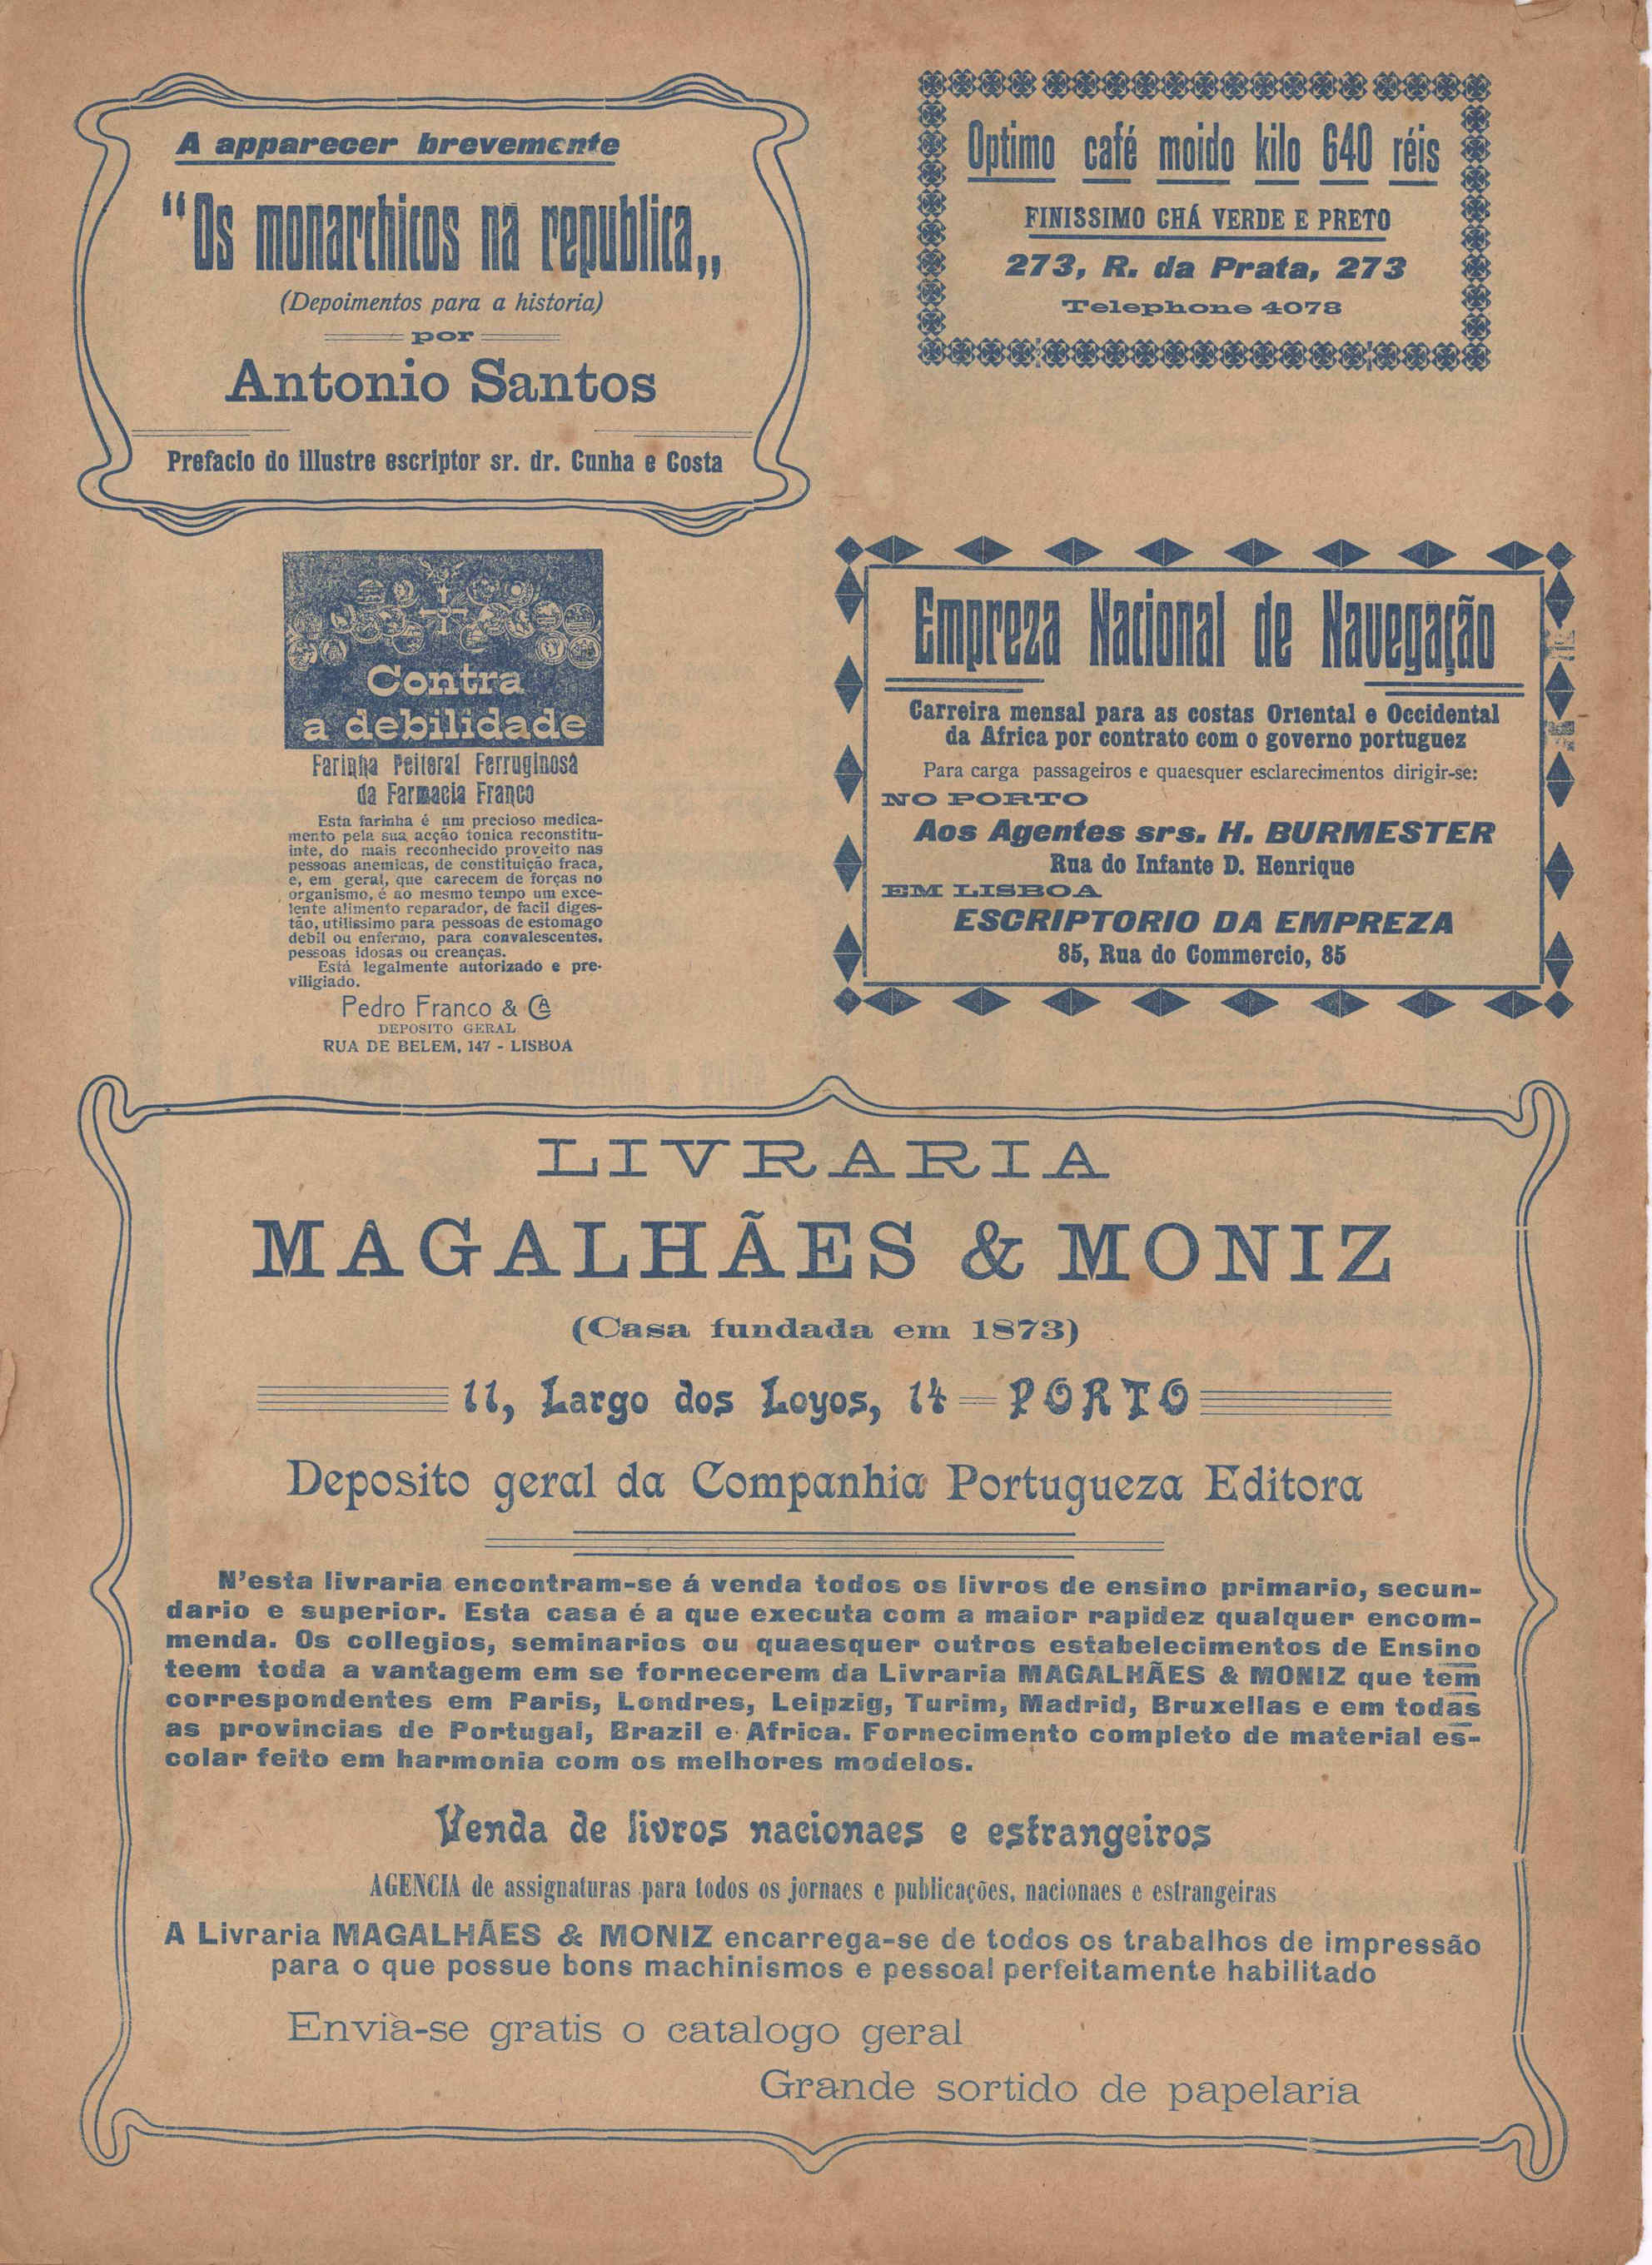 A apparecer brevemente
"Os monarchicos na republica,,
(Depoimentos para a historia)
por
Antonio Santos
Prefacio do illustre escriptor sr. dr. Cunha e Costa
Optimo café moido kilo 640 réis
FINISSIMO CHÁ VERDE E PRETO
273, R. da Prata, 273
Telephone 4078
Contra
a debilidade
Farinha Peitoral Ferruginosa
da Farmacia Franco
Esta farinha é um precioso medica-
mento pela sua acção tonica reconstitu-
inte, do mais reconhecido proveito nas
pessoas anemicas, de constituição fraca,
e, em geral, que carecem de forças no
organismo, é ao mesmo tempo um exce-
lente alimento reparador, de facil diges-
tão, utilissimo para pessoas de estomago
debil ou enfermo, para convalescentes,
pessoas idosas ou creanças.
Está legalmente autorizado e pre-
viligiado.
Pedro Franco & CA
DEPOSITO GERAL
RUA DE BELEM, 147 - LISBOA
Empreza Nacional de Navegação
Carreira mensal para as costas Oriental e Occidental
da Africa por contrato com o governo portuguez
Para carga passageiros e quaesquer esclarecimentos dirigir-se:
NO PORTO
Aos Agentes srs. H. BURMESTER
Rua do Infante D. Henrique
EM LISBOA
ESCRIPTORIO DA EMPREZA
85, Rua do Commercio, 85
LIVRARIA
MAGALHÃES & MONIZ
(Casa fundada em 1873)
11, Largo dos Loyos, 14 — PORTO
Deposito geral da Companhia Portugueza Editora
N'esta livraria encontram-se á venda todos os livros de ensino primario, secun-
dario e superior. Esta casa é a que executa com a maior rapidez qualquer encom-
menda. Os collegios, seminarios ou quaesquer outros estabelecimentos de Ensino
teem toda a vantagem em se fornecerem da Livraria MAGALHÃES & MONIZ que tem
correspondentes em Paris, Londres, Leipzig, Turim, Madrid, Bruxellas e em todas
as provincias de Portugal, Brazil e Africa. Fornecimento completo de material es-
colar feito em harmonia com os melhores modelos.
Venda de livros nacionaes e estrangeiros
AGENCIA de assignaturas para todos os jornaes e publicações, nacionaes e estrangeiras
A Livraria MAGALHÃES & MONIZ encarrega-se de todos os trabalhos de impressão
para o que possue bons machinismos e pessoal perfeitamente habilitado
Envia-se gratis o catalogo geral
Grande sortido de papelaria